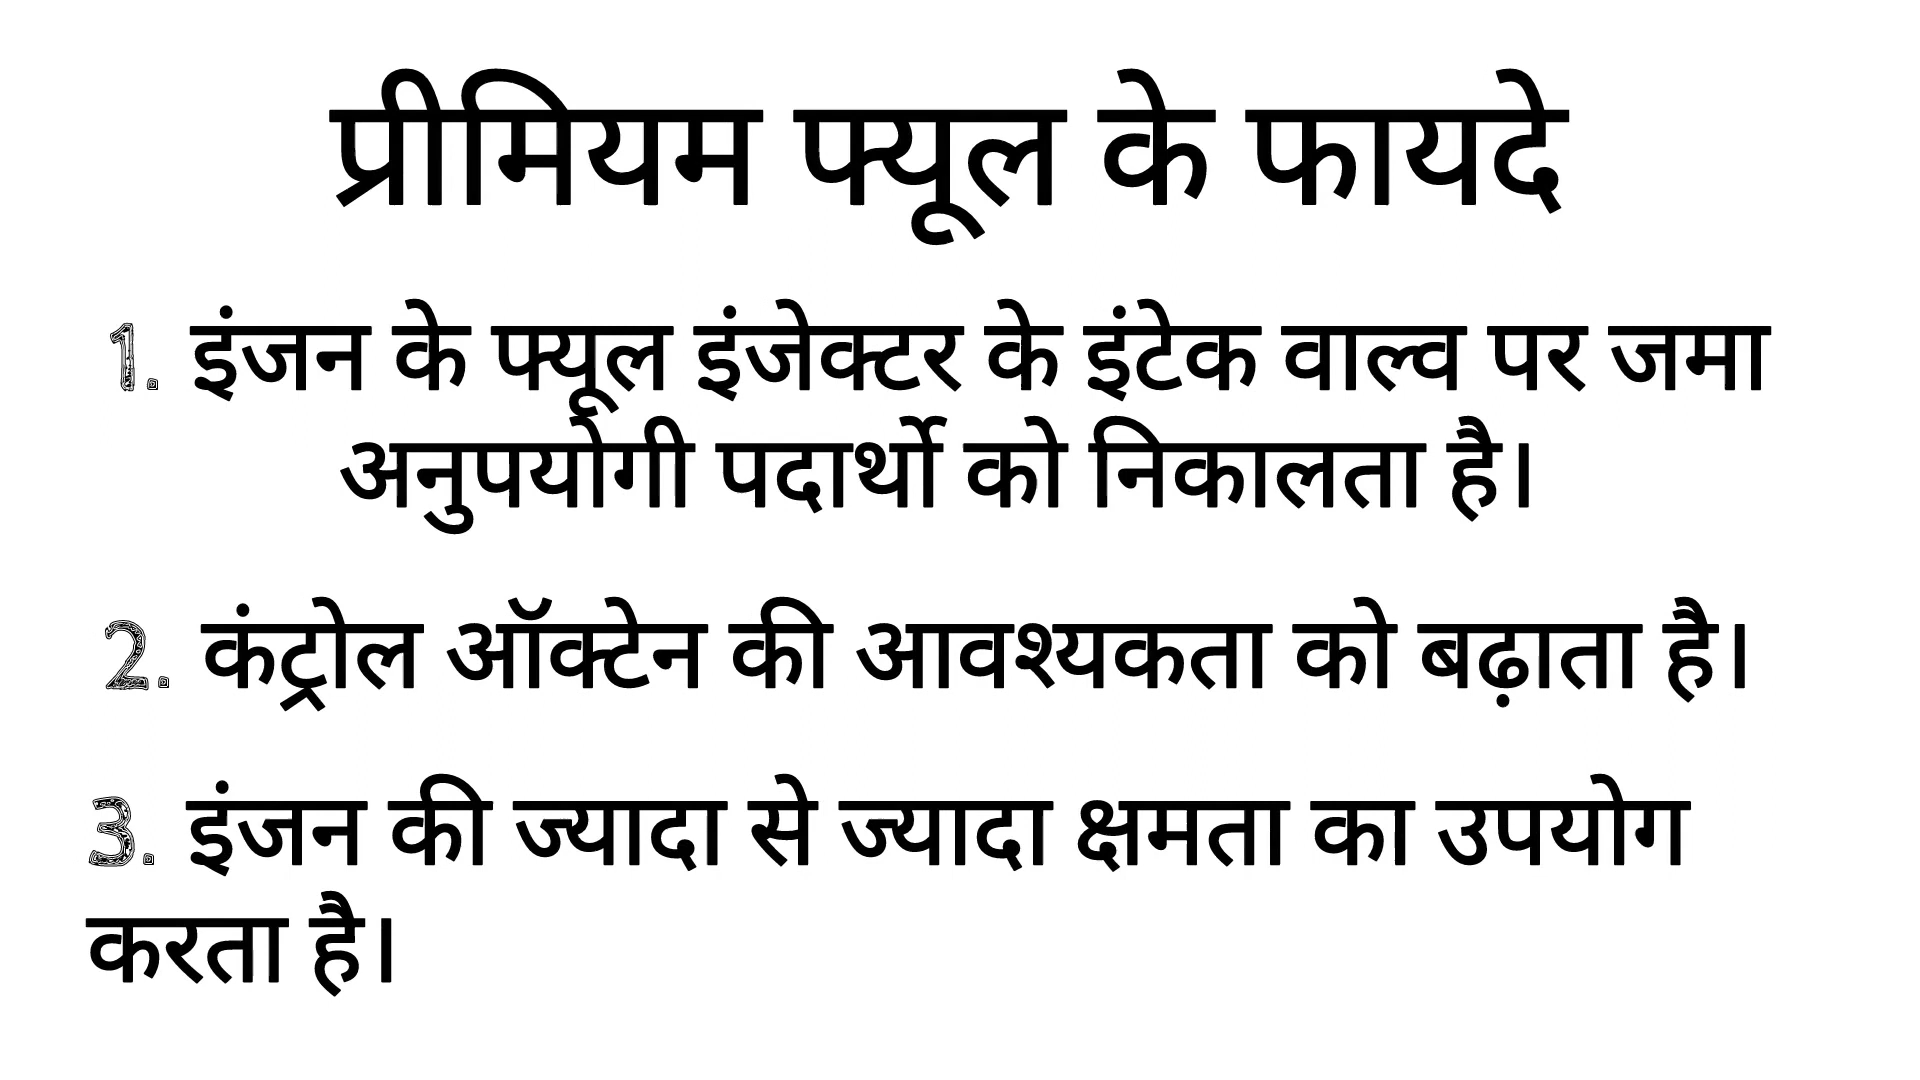 प्रीमियम फ्यूल के फायदे
1. इंजन के फ्यूल इंजेक्टर के इंटेक वाल्व पर जमा
अनुपयोगी पदार्थो को निकालता है।
2. कंट्रोल ऑक्टेन की आवश्यकता को बढ़ाता है।
3. इंजन की ज्यादा से ज्यादा क्षमता का उपयोग
करता है।